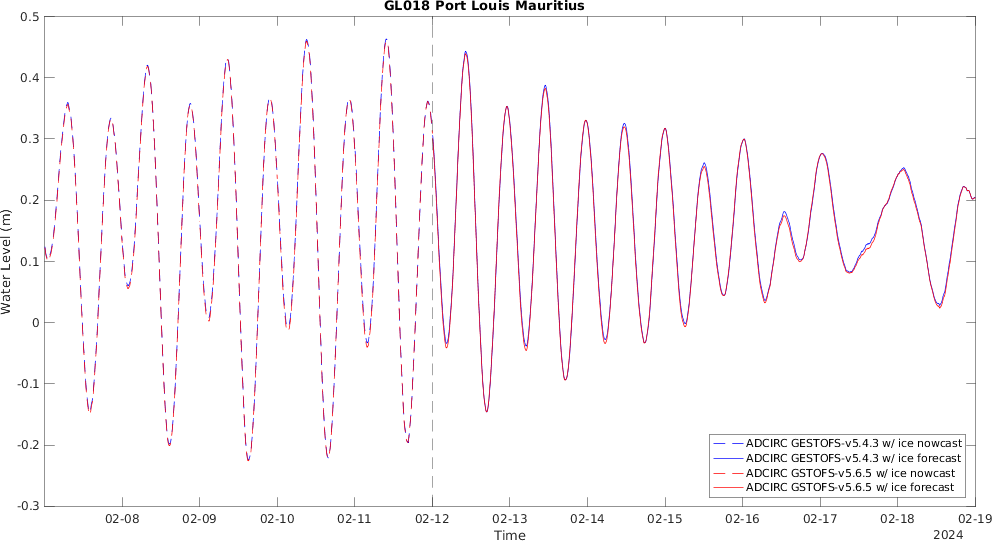 GL018 Port Louis Mauritius
0.5
0.4
0.3
0.2
0.1
0
-0.1
-0.2
-0.3
Water Level (m)
ADCIRC GESTOFS-v5.4.3 w/ ice nowcast
ADCIRC GESTOFS-v5.4.3 w/ ice forecast
ADCIRC GSTOFS-v5.6.5 w/ ice nowcast
ADCIRC GSTOFS-v5.6.5 w/ ice forecast
02-08 02-09 02-10 02-11 02-12 02-13 02-14 02-15 02-16 02-17 02-18 02-19
Time
2024